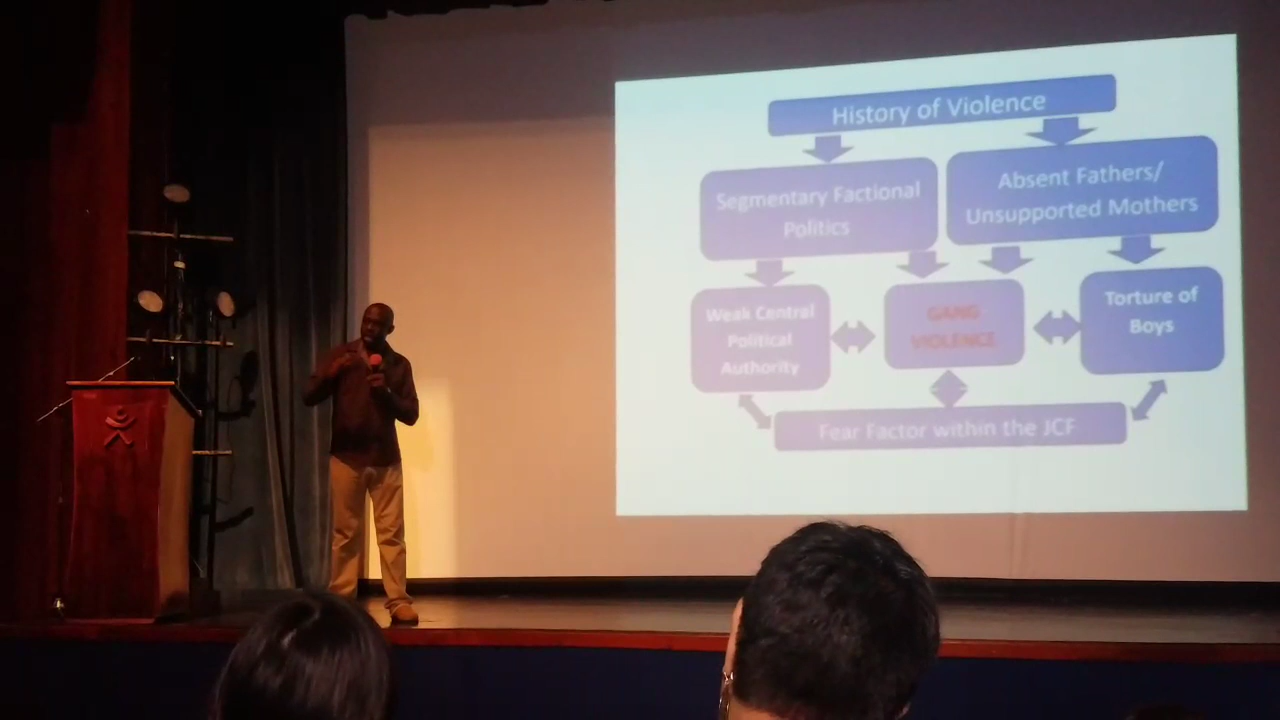 History of Violence
Segmentary Factional
Politics
Absent Fathers/
Unsupported Mothers
Weak Central
Political
Authority
GANG
VIOLENCE
Torture of
Boys
Fear Factor within the JCF